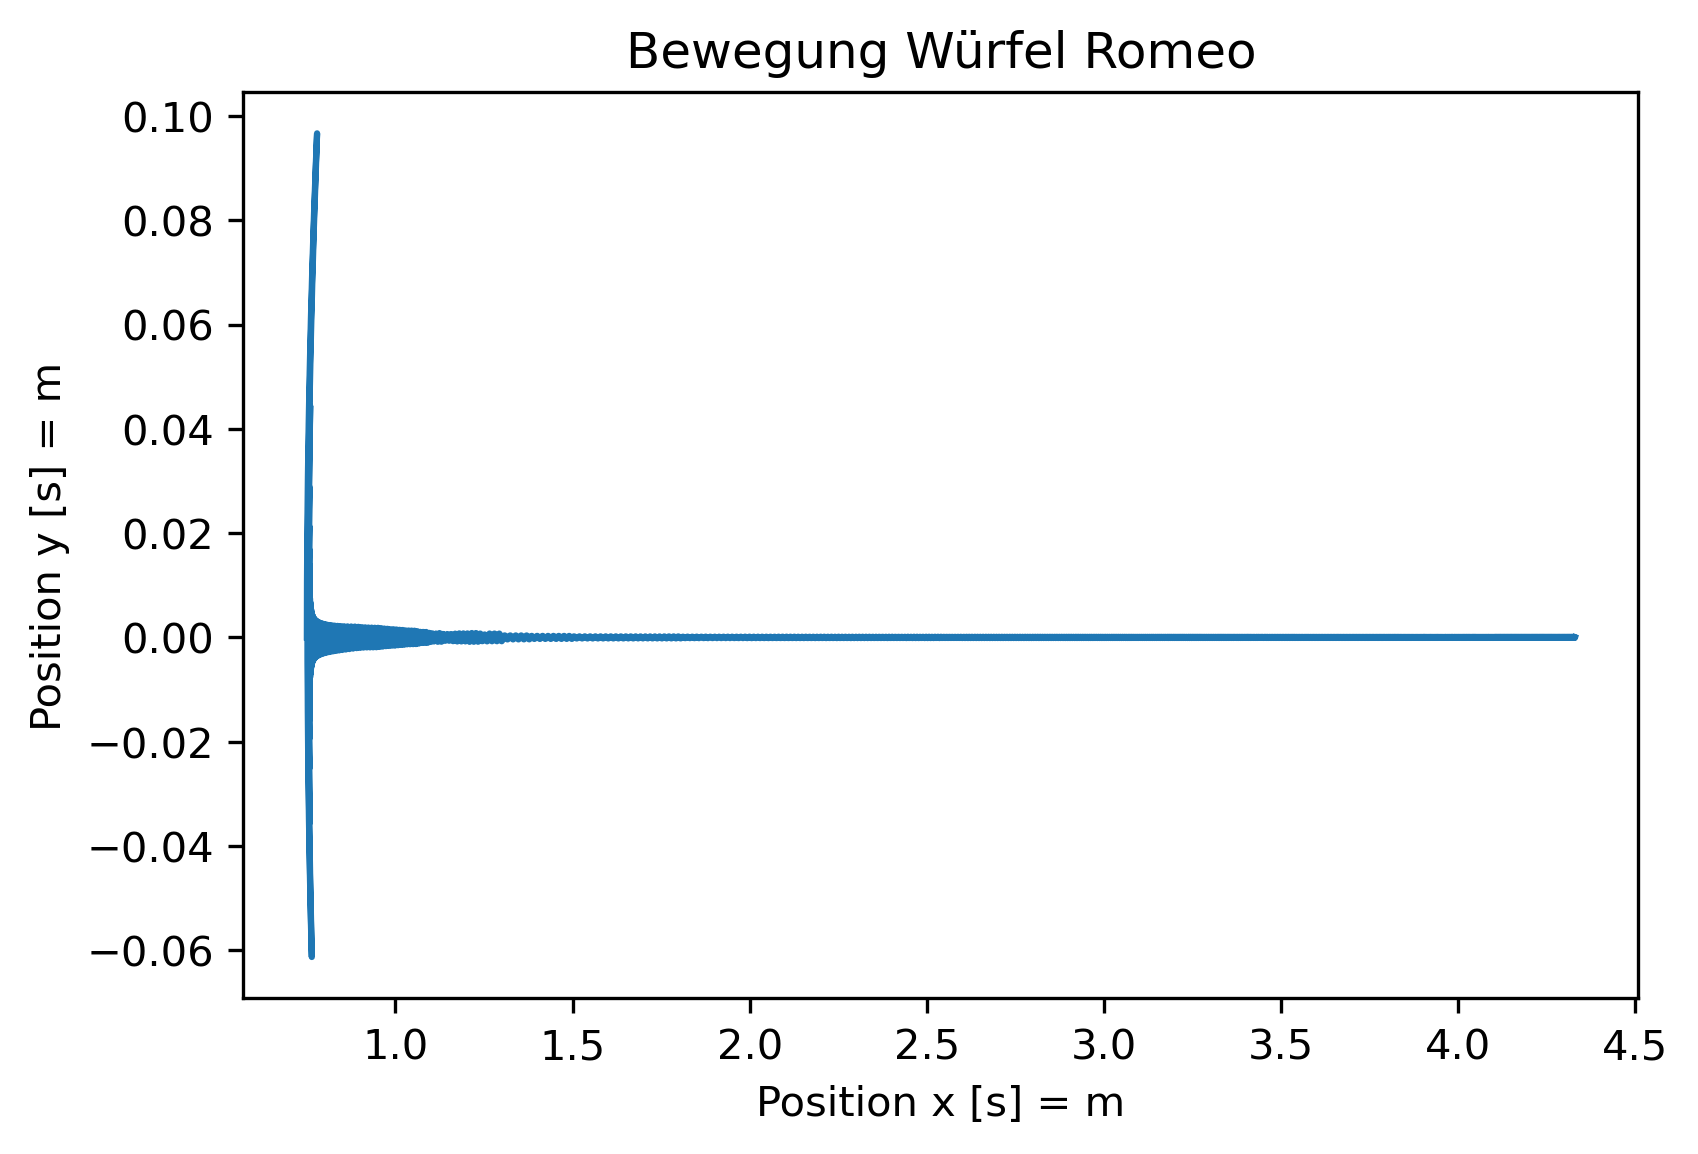 Bewegung Würfel Romeo
Position y [s] = m
0.10
0.08
0.06
0.04
0.02
0.00
−0.02
−0.04
−0.06
1.0 1.5 2.0 2.5 3.0 3.5 4.0 4.5
Position x [s] = m